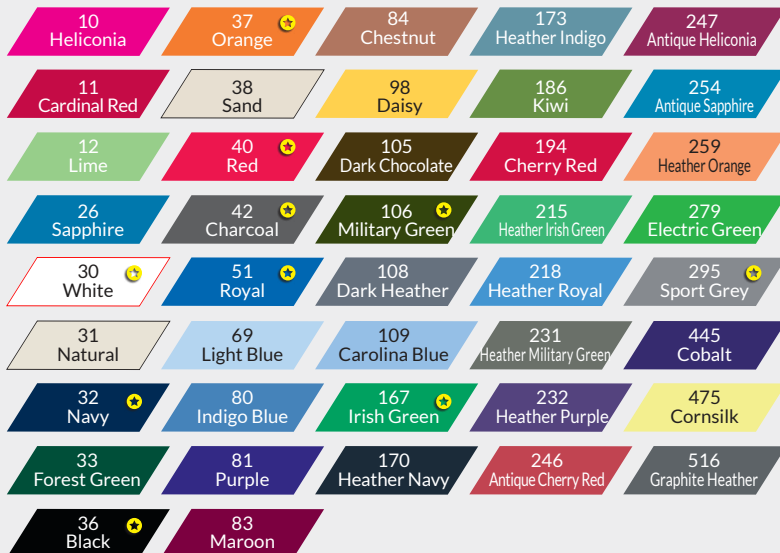 10
Heliconia
37
Orange
84
Chestnut
173
Heather Indigo
247
Antique Heliconia
11
Cardinal Red
38
Sand
98
Daisy
186
Kiwi
254
Antique Sapphire
12
Lime
40
Red
105
Dark Chocolate
194
Cherry Red
259
Heather Orange
26
Sapphire
42
Charcoal
106
Military Green
215
Heather Irish Green
279
Electric Green
30
White
51
Royal
108
Dark Heather
218
Heather Royal
295
Sport Grey
31
Natural
69
Light Blue
109
Carolina Blue
231
Heather Military Green
445
Cobalt
32
Navy
80
Indigo Blue
167
Irish Green
232
Heather Purple
475
Cornsilk
33
Forest Green
81
Purple
170
Heather Navy
246
Antique Cherry Red
516
Graphite Heather
36
Black
83
Maroon